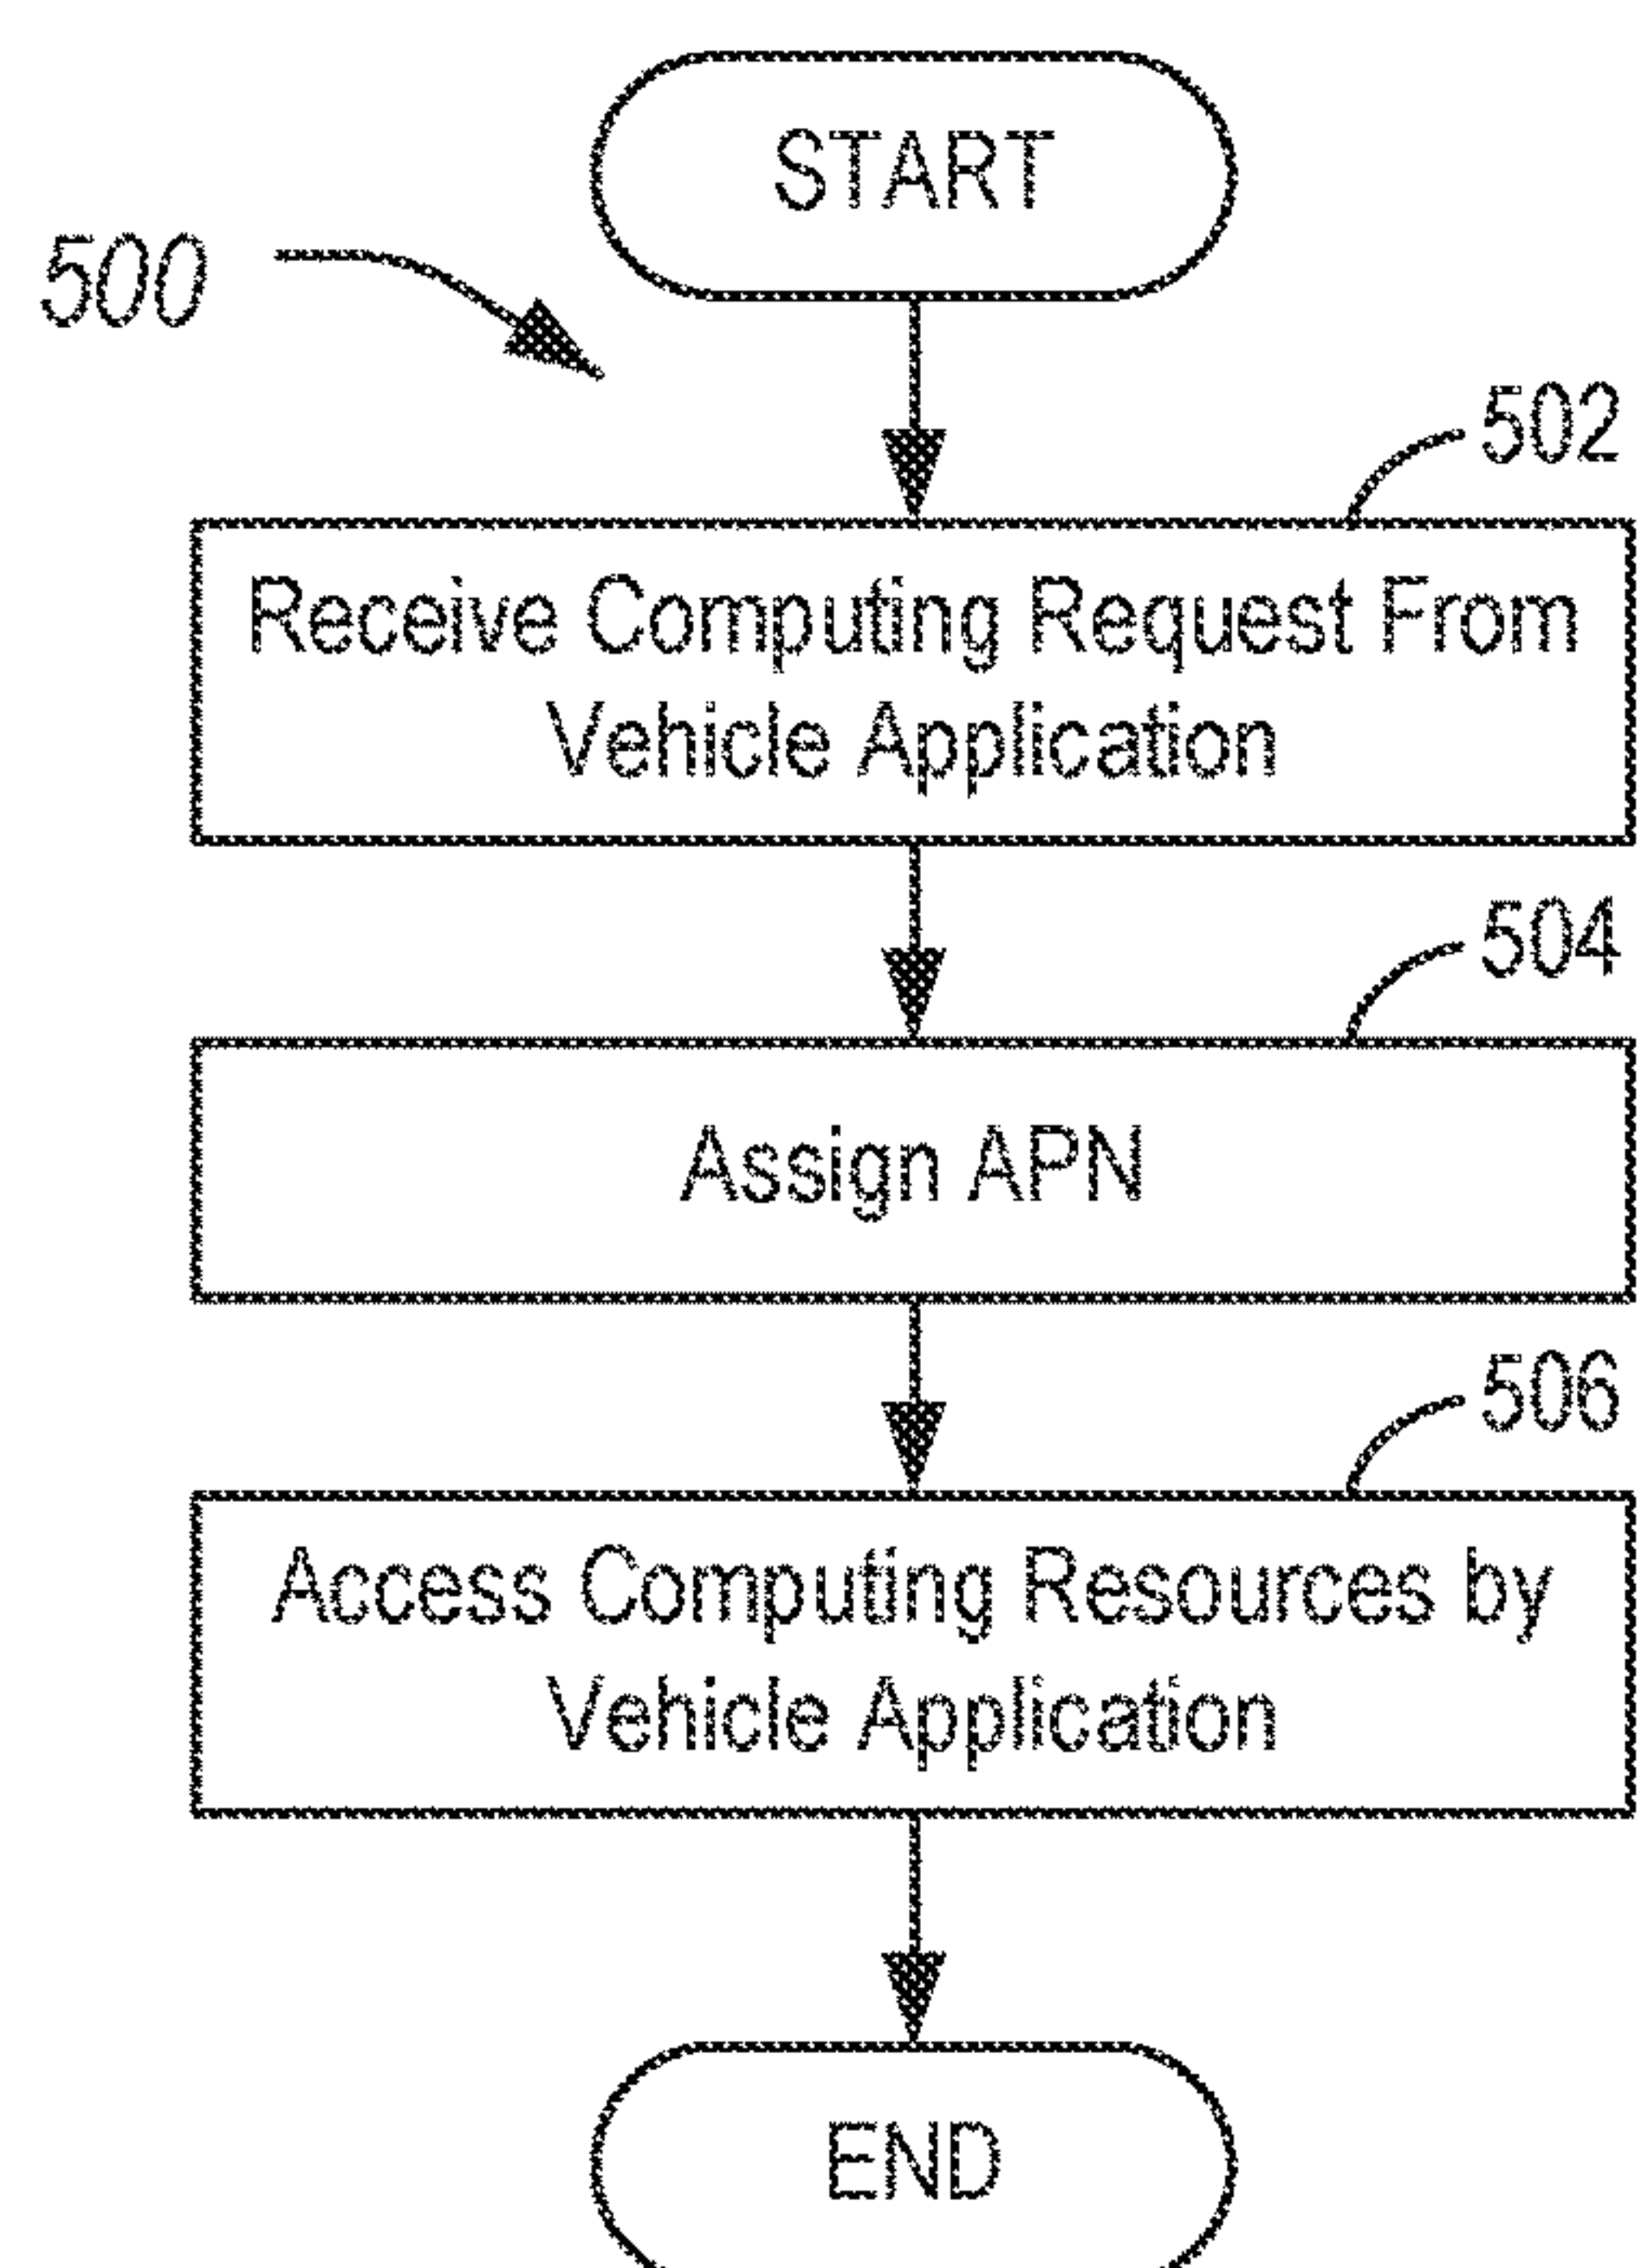 START
500
502
Receive Computing Request From
Vehicle Application
504
Assign APN
506
Access Computing Resources by
Vehicle Application
END